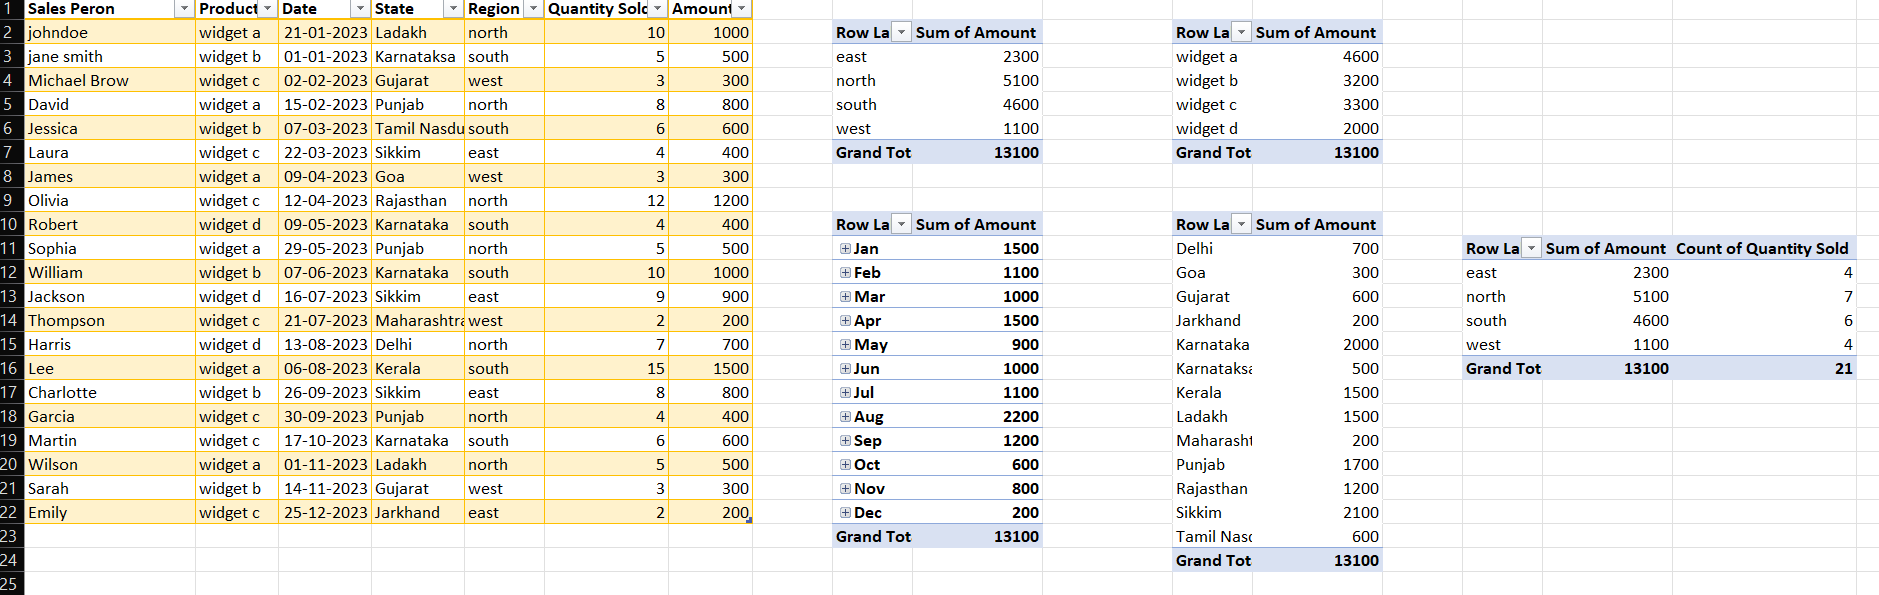 Sales Peron Product Date State Region Quantity Sold Amount
1
2 johndoe widget a 21-01-2023 Ladakh north 10 1000
3 jane smith widget b 01-01-2023 Karnataksa south 5 500
4 Michael Brow widget c 02-02-2023 Gujarat west 3 300
5 David widget a 15-02-2023 Punjab north 8 800
6 Jessica widget b 07-03-2023 Tamil Nasdu south 6 600
7 Laura widget c 22-03-2023 Sikkim east 4 400
8 James widget a 09-04-2023 Goa west 3 300
9 Olivia widget c 12-04-2023 Rajasthan north 12 1200
10 Robert widget d 09-05-2023 Karnataka south 4 400
11 Sophia widget a 29-05-2023 Punjab north 5 500
12 William widget b 07-06-2023 Karnataka south 10 1000
13 Jackson widget d 16-07-2023 Sikkim east 9 900
14 Thompson widget c 21-07-2023 Maharashtra west 2 200
15 Harris widget d 13-08-2023 Delhi north 7 700
16 Lee widget a 06-08-2023 Kerala south 15 1500
17 Charlotte widget b 26-09-2023 Sikkim east 8 800
18 Garcia widget c 30-09-2023 Punjab north 4 400
19 Martin widget c 17-10-2023 Karnataka south 6 600
20 Wilson widget a 01-11-2023 Ladakh north 5 500
21 Sarah widget b 14-11-2023 Gujarat west 3 300
22 Emily widget c 25-12-2023 Jarkhand east 2 200
23
24
25
Row La Sum of Amount
east 2300
north 5100
south 4600
west 1100
Grand Tot 13100
Row La Sum of Amount
widget a 4600
widget b 3200
widget c 3300
widget d 2000
Grand Tot 13100
Row La Sum of Amount
Jan 1500
Feb 1100
Mar 1000
Apr 1500
May 900
Jun 1000
Jul 1100
Aug 2200
Sep 1200
Oct 600
Nov 800
Dec 200
Grand Tot 13100
Row La Sum of Amount
Delhi 700
Goa 300
Gujarat 600
Jarkhand 200
Karnataka 2000
Karnataksa 500
Kerala 1500
Ladakh 1500
Maharasht 200
Punjab 1700
Rajasthan 1200
Sikkim 2100
Tamil Nasd 600
Grand Tot 13100
Row La Sum of Amount Count of Quantity Sold
east 2300 4
north 5100 7
south 4600 6
west 1100 4
Grand Tot 13100 21